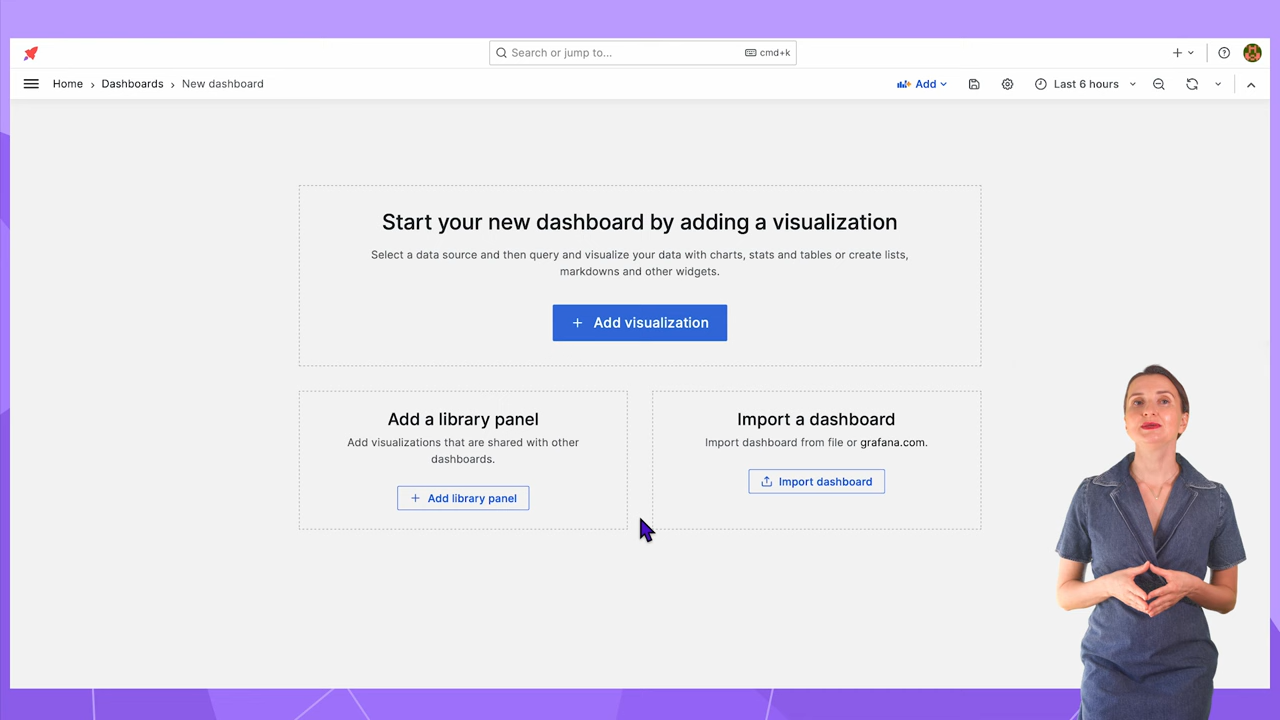 Search or jump to...
cmd+k
Home
Dashboards
New dashboard
Add
Last 6 hours
Start your new dashboard by adding a visualization
Select a data source and then query and visualize your data with charts, stats and tables or create lists,
markdowns and other widgets.
+ Add visualization
Add a library panel
Add visualizations that are shared with other
dashboards.
+ Add library panel
Import a dashboard
Import dashboard from file or grafana.com.
Import dashboard